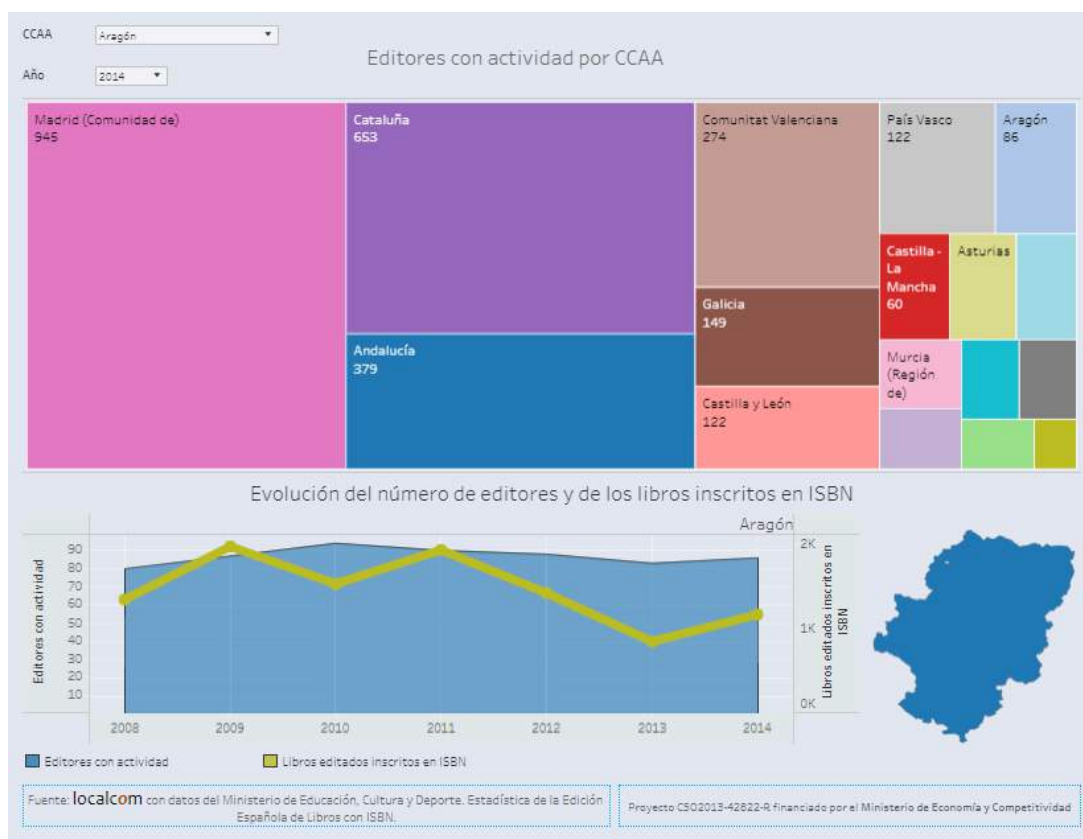 CCAA
Aragón
Editores con actividad por CCAA
Año
2014
Madrid (Comunidad de)
945
Cataluña
653
Andalucía
379
Comunitat Valenciana
274
Galicia
149
Castilla y León
122
País Vasco
122
Aragón
86
Castilla -
La
Mancha
60
Asturias
Murcia
(Región
de)
Evolución del número de editores y de los libros inscritos en ISBN
Aragón
Editores con actividad
90
80
70
60
50
40
30
20
10
2K
1K
0K
Libros editados inscritos en
ISBN
2008 2009 2010 2011 2012 2013 2014
Editores con actividad
Libros editados inscritos en ISBN
Fuente: localcom con datos del Ministerio de Educación, Cultura y Deporte. Estadística de la Edición
Española de Libros con ISBN.
Proyecto CSO2013-42822-R financiado por el Ministerio de Economía y Competitividad